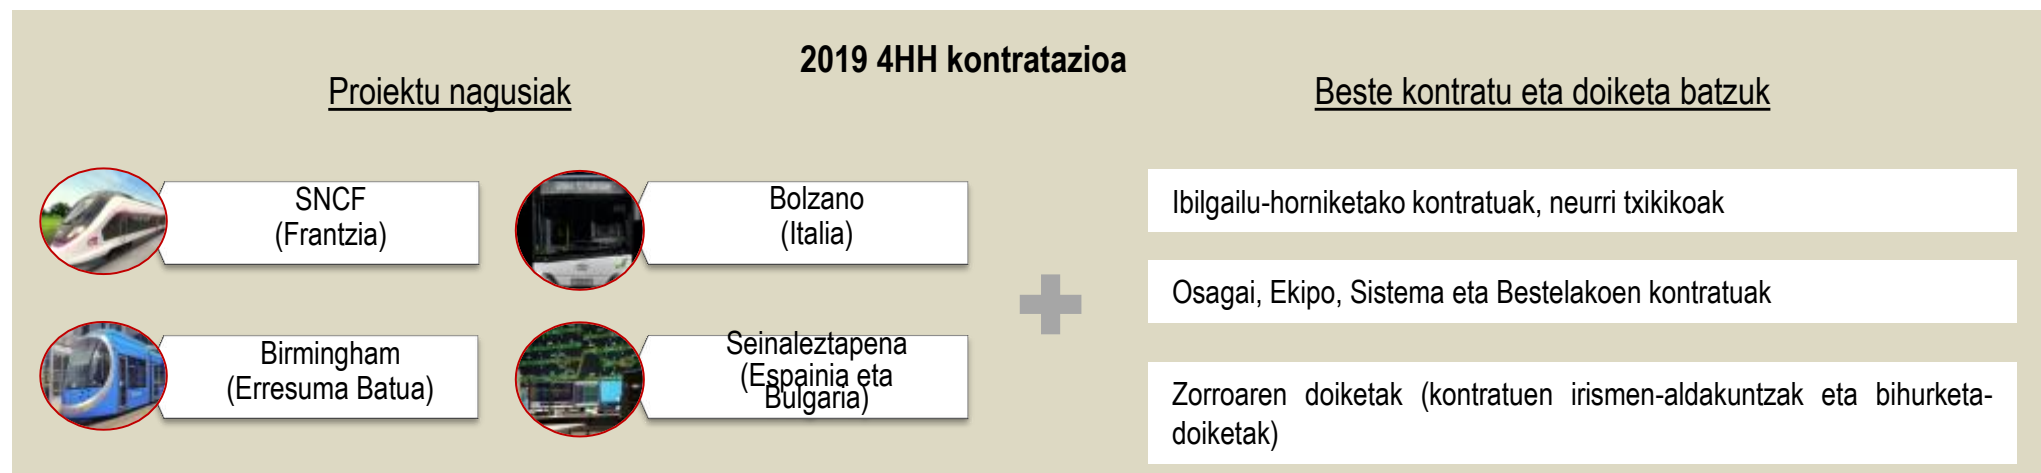 2019 4HH kontratazioa
Proiektu nagusiak
SNCF
(Frantzia)
Bolzano
(Italia)
Birmingham
(Erresuma Batua)
Seinaleztapena
(Espainia eta
Bulgaria)
Beste kontratu eta doiketa batzuk
Ibilgailu-horniketako kontratuak, neurri txikikoak
Osagai, Ekipo, Sistema eta Bestelakoen kontratuak
Zorroaren doiketak (kontratuen irismen-aldakuntzak eta bihurketa-
doiketak)